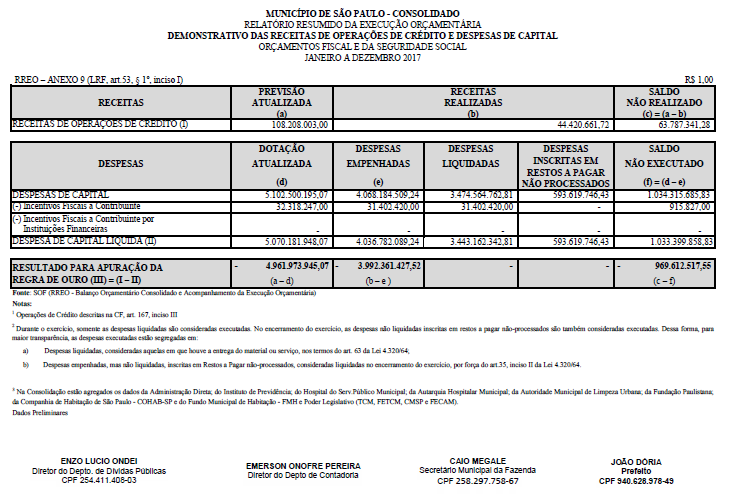 MUNICÍPIO DE SÃO PAULO - CONSOLIDADO
RELATÓRIO RESUMIDO DA EXECUÇÃO ORÇAMENTÁRIA
DEMONSTRATIVO DAS RECEITAS DE OPERAÇÕES DE CRÉDITO E DESPESAS DE CAPITAL
ORÇAMENTOS FISCAL E DA SEGURIDADE SOCIAL
JANEIRO A DEZEMBRO 2017
RREO – ANEXO 9 (LRF, art.53, § 1º, inciso I) R$ 1,00
RECEITAS PREVISÃO ATUALIZADA (a) RECEITAS REALIZADAS (b) SALDO NÃO REALIZADO (c) = (a – b)
RECEITAS DE OPERAÇÕES DE CRÉDITO (I) 108.208.003,00 44.420.661,72 63.787.341,28
DESPESAS DOTAÇÃO ATUALIZADA (d) DESPESAS EMPENHADAS (e) DESPESAS LIQUIDADAS DESPESAS INSCRITAS EM RESTOS A PAGAR NÃO PROCESSADOS SALDO NÃO EXECUTADO (f) = (d – e)
DESPESAS DE CAPITAL 5.102.500.195,07 4.068.184.509,24 3.474.564.762,81 593.619.746,43 1.034.315.685,83
(-) Incentivos Fiscais a Contribuinte 32.318.247,00 31.402.420,00 31.402.420,00 - 915.827,00
(-) Incentivos Fiscais a Contribuinte por
Instituições Financeiras - - - - -
DESPESA DE CAPITAL LÍQUIDA (II) 5.070.181.948,07 4.036.782.089,24 3.443.162.342,81 593.619.746,43 1.033.399.858,83
RESULTADO PARA APURAÇÃO DA - 4.961.973.945,07 - 3.992.361.427,52 - - - 969.612.517,55
REGRA DE OURO (III) = (I – II) (a – d) (b – e ) (c – f)
Fonte: SOF (RREO - Balanço Orçamentário Consolidado e Acompanhamento da Execução Orçamentária)
Notas:
¹ Operações de Crédito descritas na CF, art. 167, inciso III
² Durante o exercício, somente as despesas liquidadas são consideradas executadas. No encerramento do exercício, as despesas não liquidadas inscritas em restos a pagar não-processados são também consideradas executadas. Dessa forma, para
maior transparência, as despesas executadas estão segregadas em:
a) Despesas liquidadas, consideradas aquelas em que houve a entrega do material ou serviço, nos termos do art. 63 da Lei 4.320/64;
b) Despesas empenhadas, mas não liquidadas, inscritas em Restos a Pagar não-processados, consideradas liquidadas no encerramento do exercício, por força do art.35, inciso II da Lei 4.320/64.
³ Na Consolidação estão agregados os dados da Administração Direta; do Instituto de Previdência; do Hospital do Serv.Público Municipal; da Autarquia Hospitalar Municipal; da Autoridade Municipal de Limpeza Urbana; da Fundação Paulistana;
da Companhia de Habitação de São Paulo - COHAB-SP e do Fundo Municipal de Habitação - FMH e Poder Legislativo (TCM, FETCM, CMSP e FECAM).
Dados Preliminares
ENZO LUCIO ONDEI
Diretor do Depto. de Dívidas Públicas
CPF 254.411.408-03
EMERSON ONOFRE PEREIRA
Diretor do Depto de Contadoria
CAIO MEGALE
Secretário Municipal da Fazenda
CPF 258.297.758-67
JOÃO DÓRIA
Prefeito
CPF 940.628.978-49